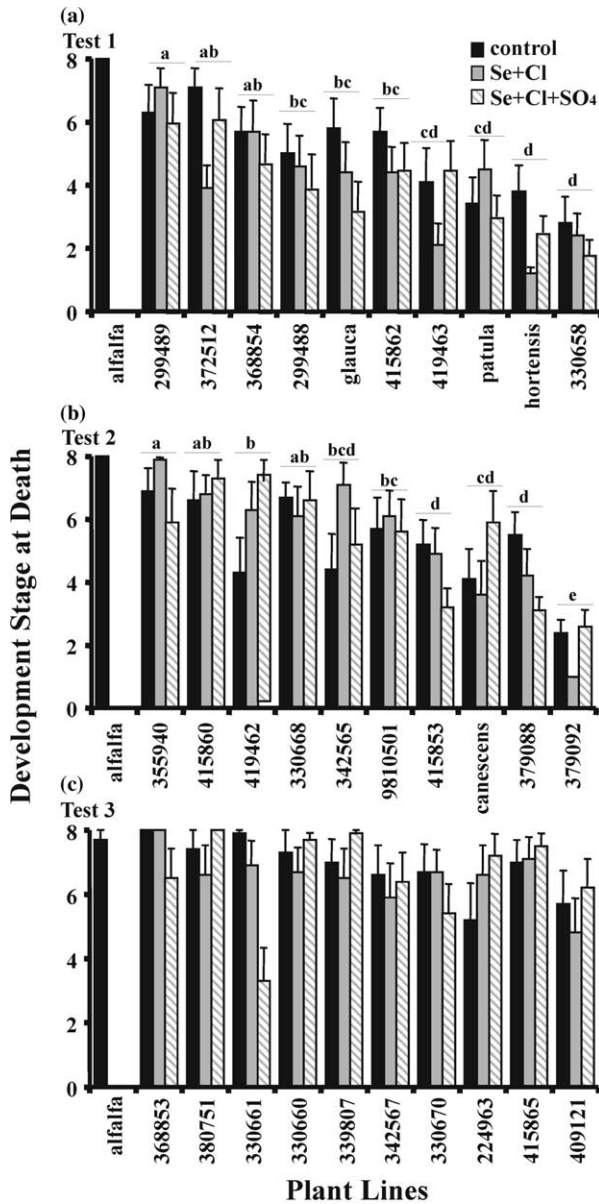 (a)
Test 1
control
Se+Cl
Se+Cl+SO₄
a ab ab bc bc bc cd cd d d
8
6
4
2
0
alfalfa 299489 372512 368854 299488 glauca 415862 419463 patula hortensis 330658
(b)
Test 2
a ab b ab bcd bc d cd d e
8
6
4
2
0
alfalfa 355940 415860 419462 330668 342565 9810501 415853 canescens 379088 379092
Development Stage at Death
(c)
Test 3
8
6
4
2
0
alfalfa 368853 380751 330661 330660 339807 342567 330670 224963 415865 409121
Plant Lines